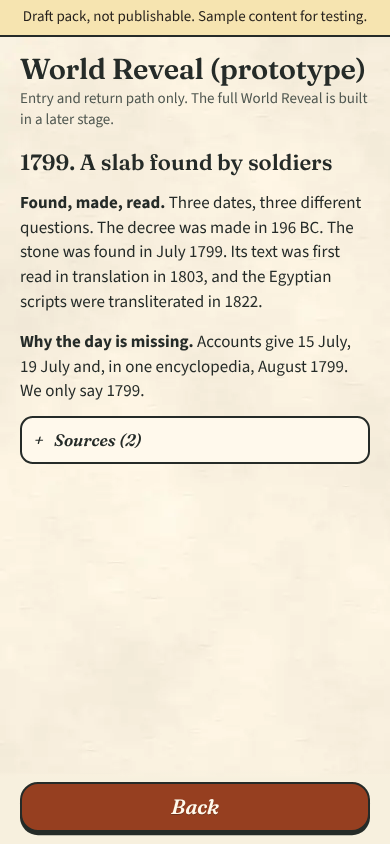 Draft pack, not publishable. Sample content for testing.
World Reveal (prototype)
Entry and return path only. The full World Reveal is built
in a later stage.
1799. A slab found by soldiers
Found, made, read. Three dates, three different
questions. The decree was made in 196 BC. The
stone was found in July 1799. Its text was first
read in translation in 1803, and the Egyptian
scripts were transliterated in 1822.
Why the day is missing. Accounts give 15 July,
19 July and, in one encyclopedia, August 1799.
We only say 1799.
+ Sources (2)
Back